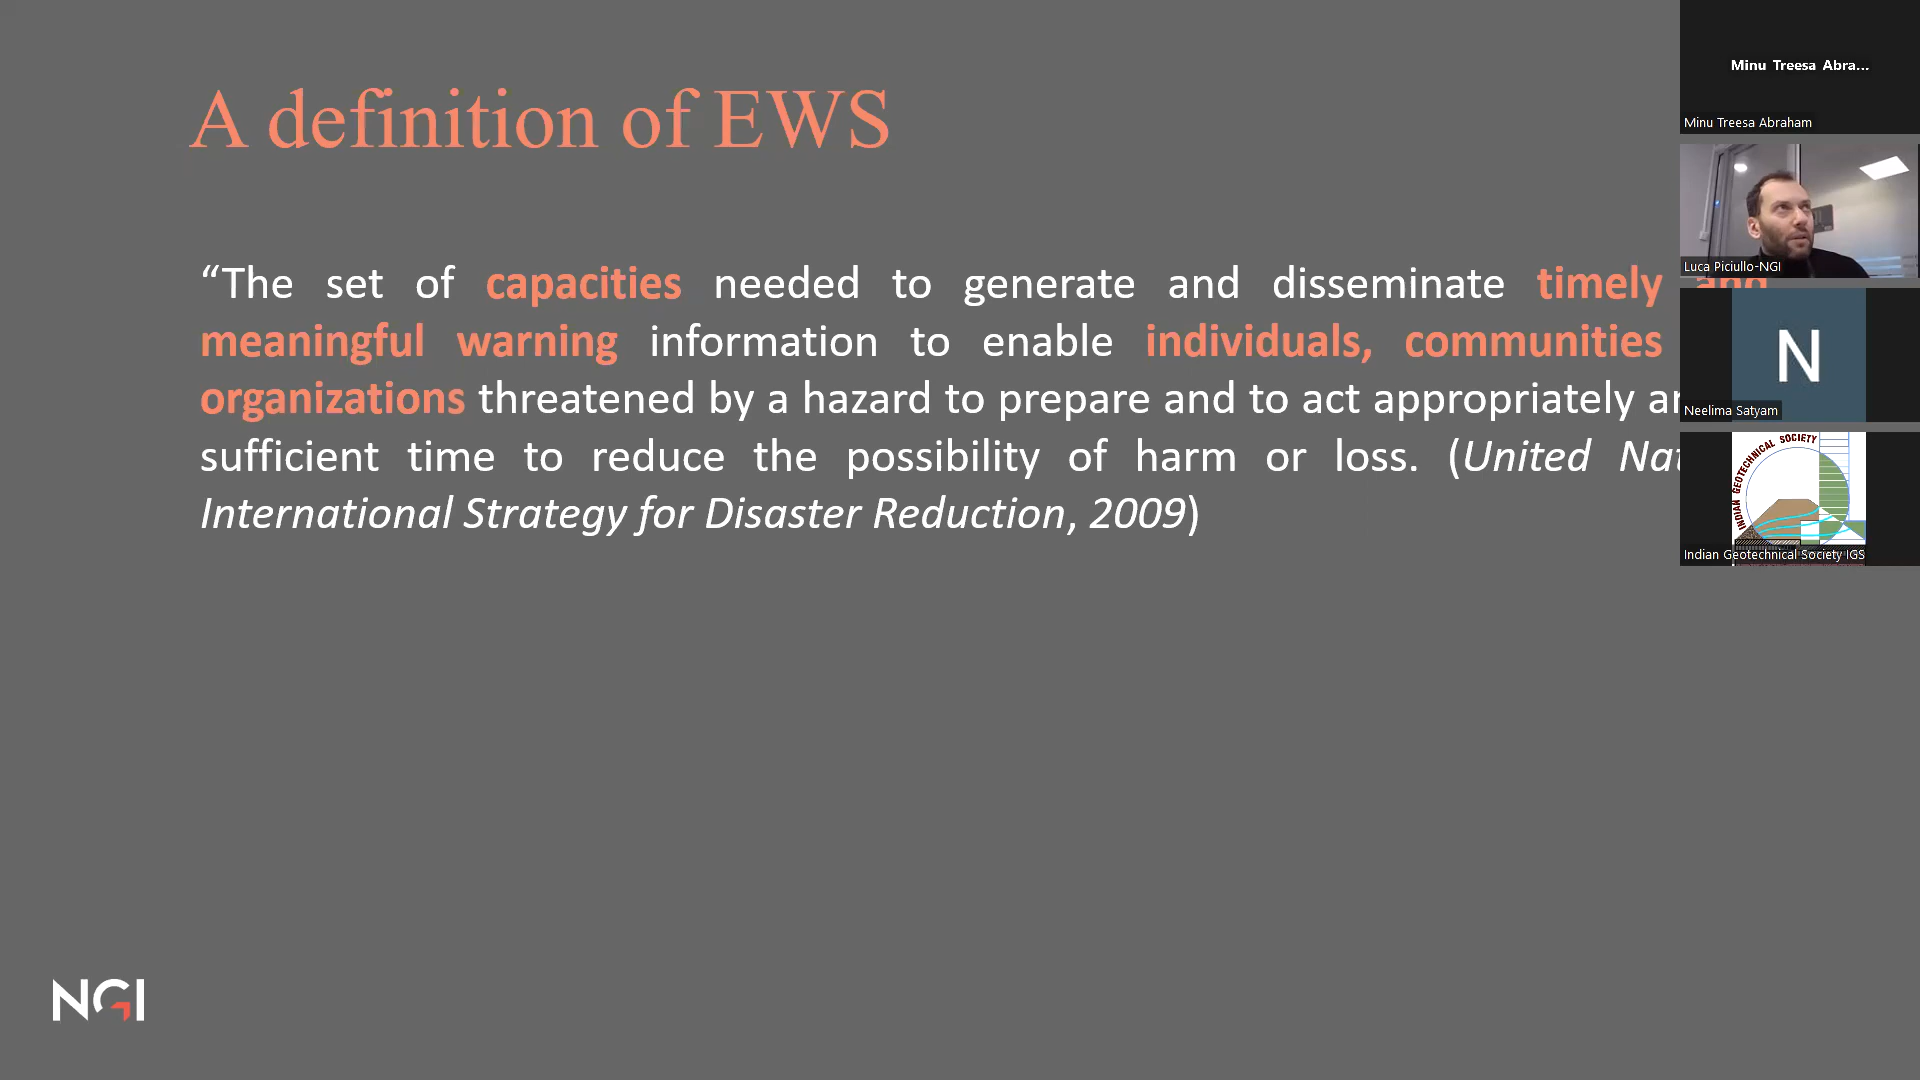 A definition of EWS
“The set of capacities needed to generate and disseminate timely and
meaningful warning information to enable individuals, communities
organizations threatened by a hazard to prepare and to act appropriately
sufficient time to reduce the possibility of harm or loss. (United
International Strategy for Disaster Reduction, 2009)
NGI
Minu Treesa Abra...
Minu Treesa Abraham
Luca Piciullo-NGI
N
Neelima Satyam
INDIAN GEOTECHNICAL SOCIETY
Indian Geotechnical Society IGS